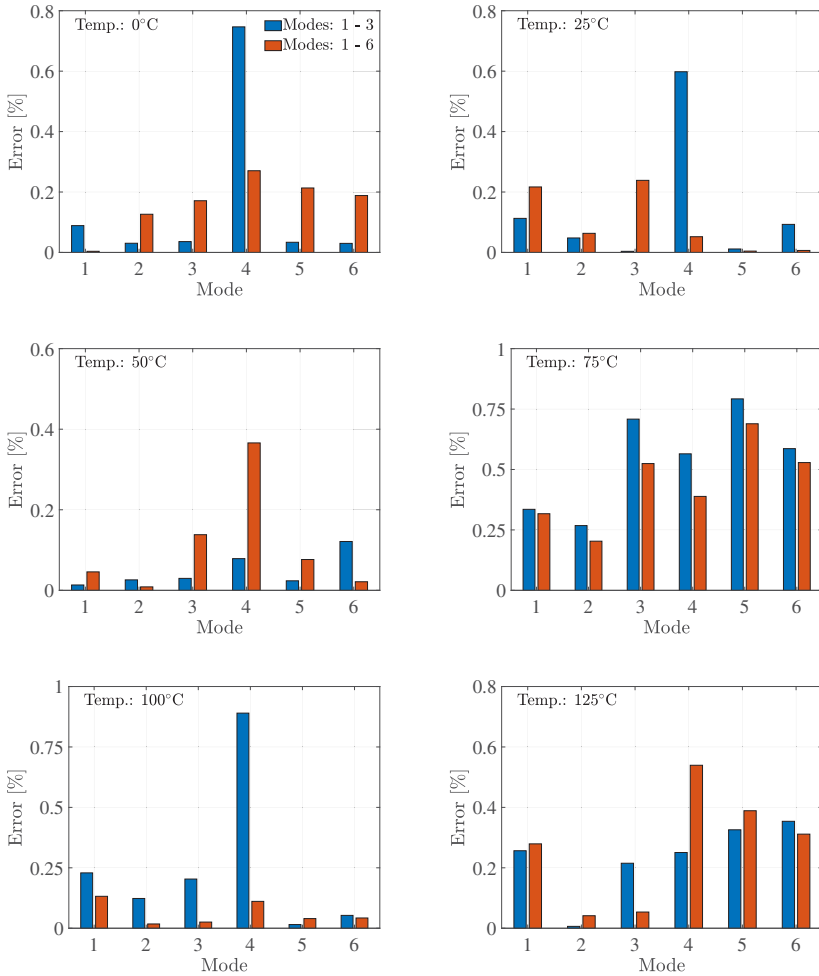 Temp.: 0°C
Modes: 1 - 3
Modes: 1 - 6
Error [%]
0.8
0.6
0.4
0.2
0
1 2 3 4 5 6
Mode
Temp.: 25°C
Error [%]
0.8
0.6
0.4
0.2
0
1 2 3 4 5 6
Mode
Temp.: 50°C
Error [%]
0.6
0.4
0.2
0
1 2 3 4 5 6
Mode
Temp.: 75°C
Error [%]
1
0.75
0.5
0.25
0
1 2 3 4 5 6
Mode
Temp.: 100°C
Error [%]
1
0.75
0.5
0.25
0
1 2 3 4 5 6
Mode
Temp.: 125°C
Error [%]
0.8
0.6
0.4
0.2
0
1 2 3 4 5 6
Mode